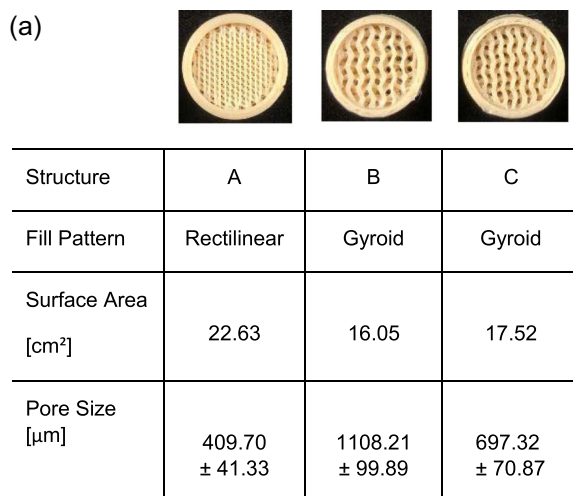 (a)
Structure A B C
Fill Pattern Rectilinear Gyroid Gyroid
Surface Area
[cm²] 22.63 16.05 17.52
Pore Size
[μm] 409.70 1108.21 697.32
± 41.33 ± 99.89 ± 70.87